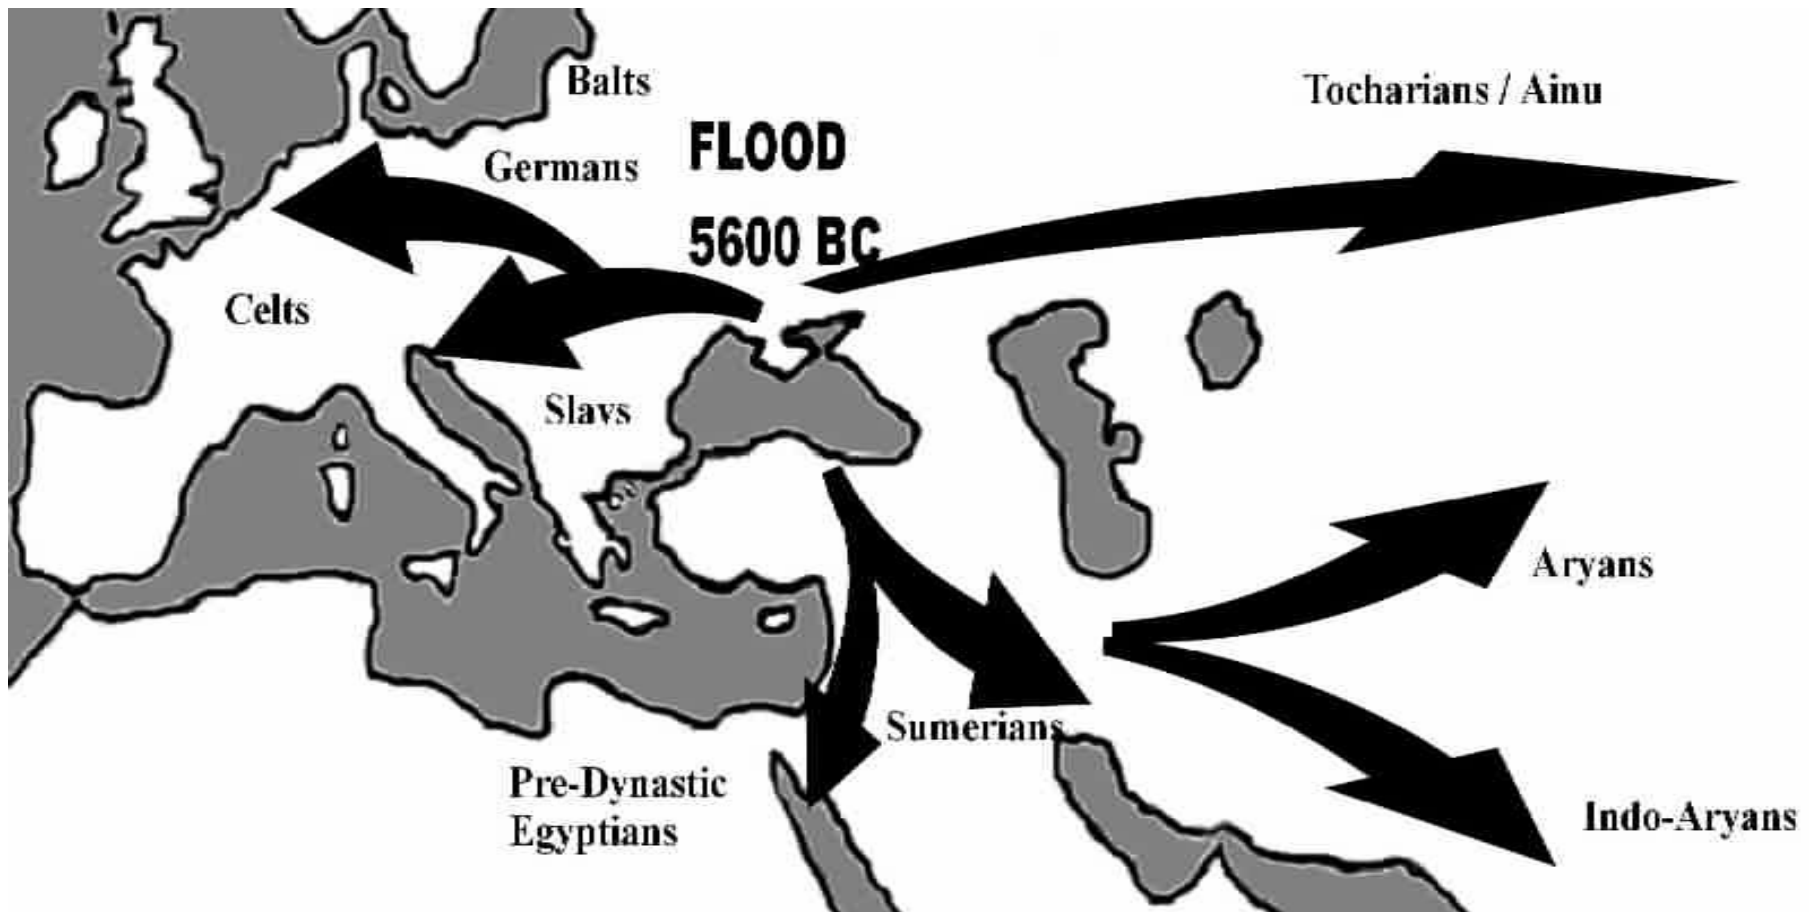 Balts
Tocharians / Ainu
FLOOD
Germans
5600 BC
Celts
Slavs
Aryans
Sumerians
Pre-Dynastic
Egyptians
Indo-Aryans